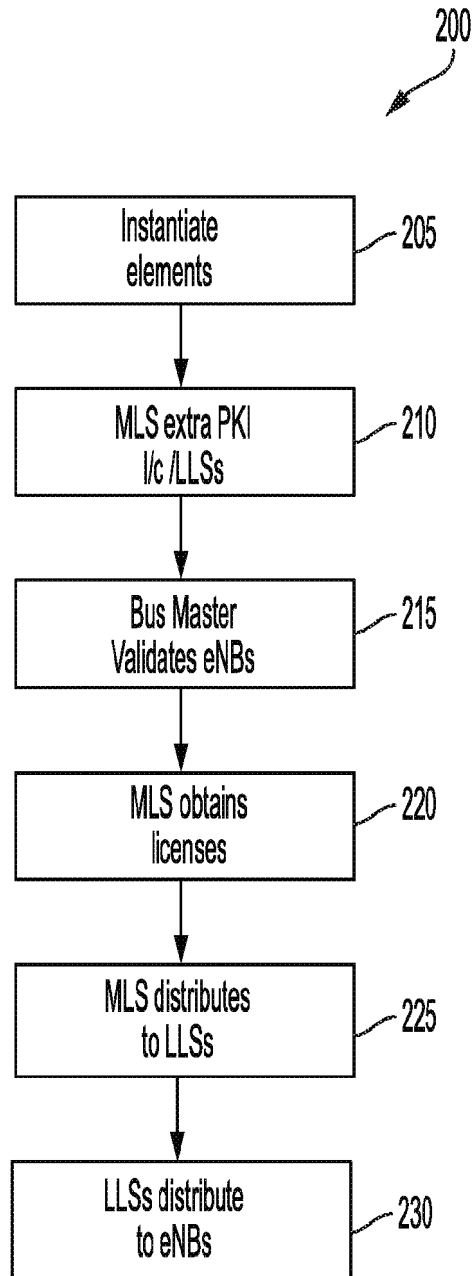 200
Instantiate
elements
205
MLS extra PKI
I/c /LLSs
210
Bus Master
Validates eNBs
215
MLS obtains
licenses
220
MLS distributes
to LLSs
225
LLSs distribute
to eNBs
230